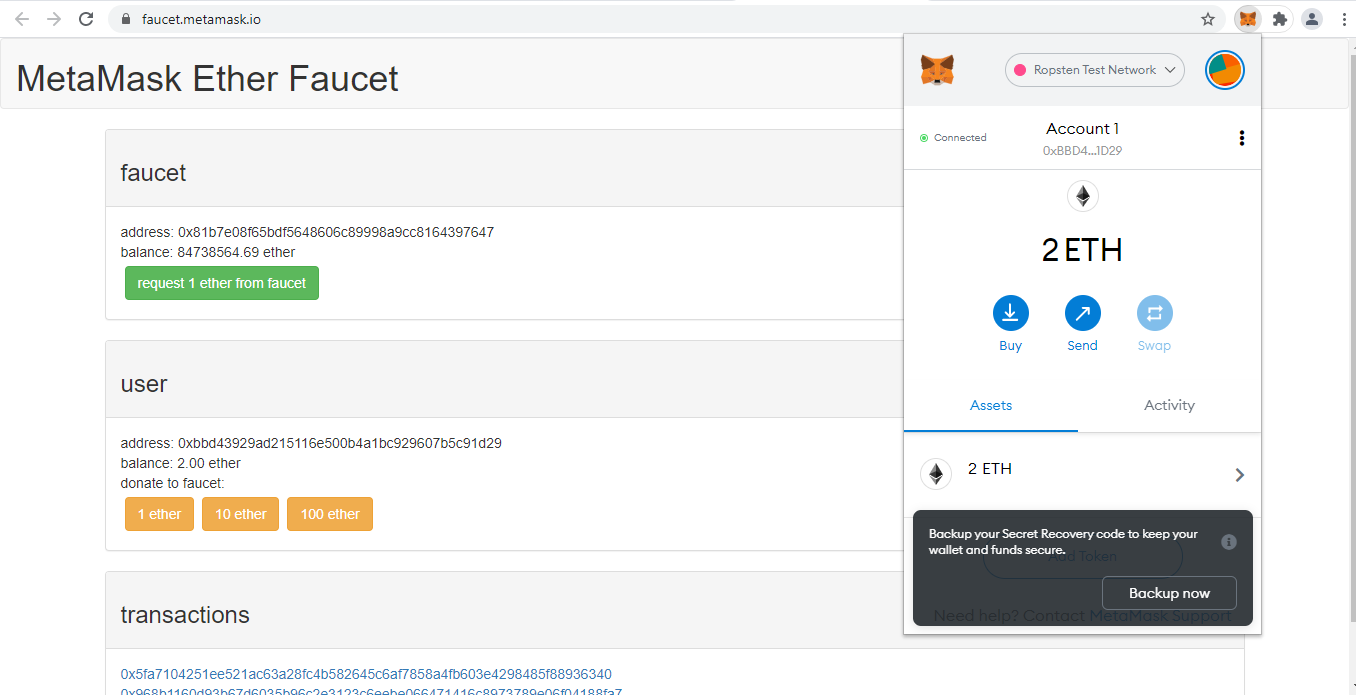 faucet.metamask.io
MetaMask Ether Faucet
faucet
address: 0x81b7e08f65bdf5648606c89998a9cc8164397647
balance: 84738564.69 ether
request 1 ether from faucet
user
address: 0xbbd43929ad215116e500b4a1bc929607b5c91d29
balance: 2.00 ether
donate to faucet:
1 ether 10 ether 100 ether
transactions
0x5fa7104251ee521ac63a28fc4b582645c6af7858a4fb603e4298485f88936340
Ropsten Test Network
Connected
Account 1
0xBBD4...1D29
2 ETH
Buy Send Swap
Assets Activity
2 ETH
Backup your Secret Recovery code to keep your
wallet and funds secure.
Add Token
Backup now
Need help? Contact MetaMask Support